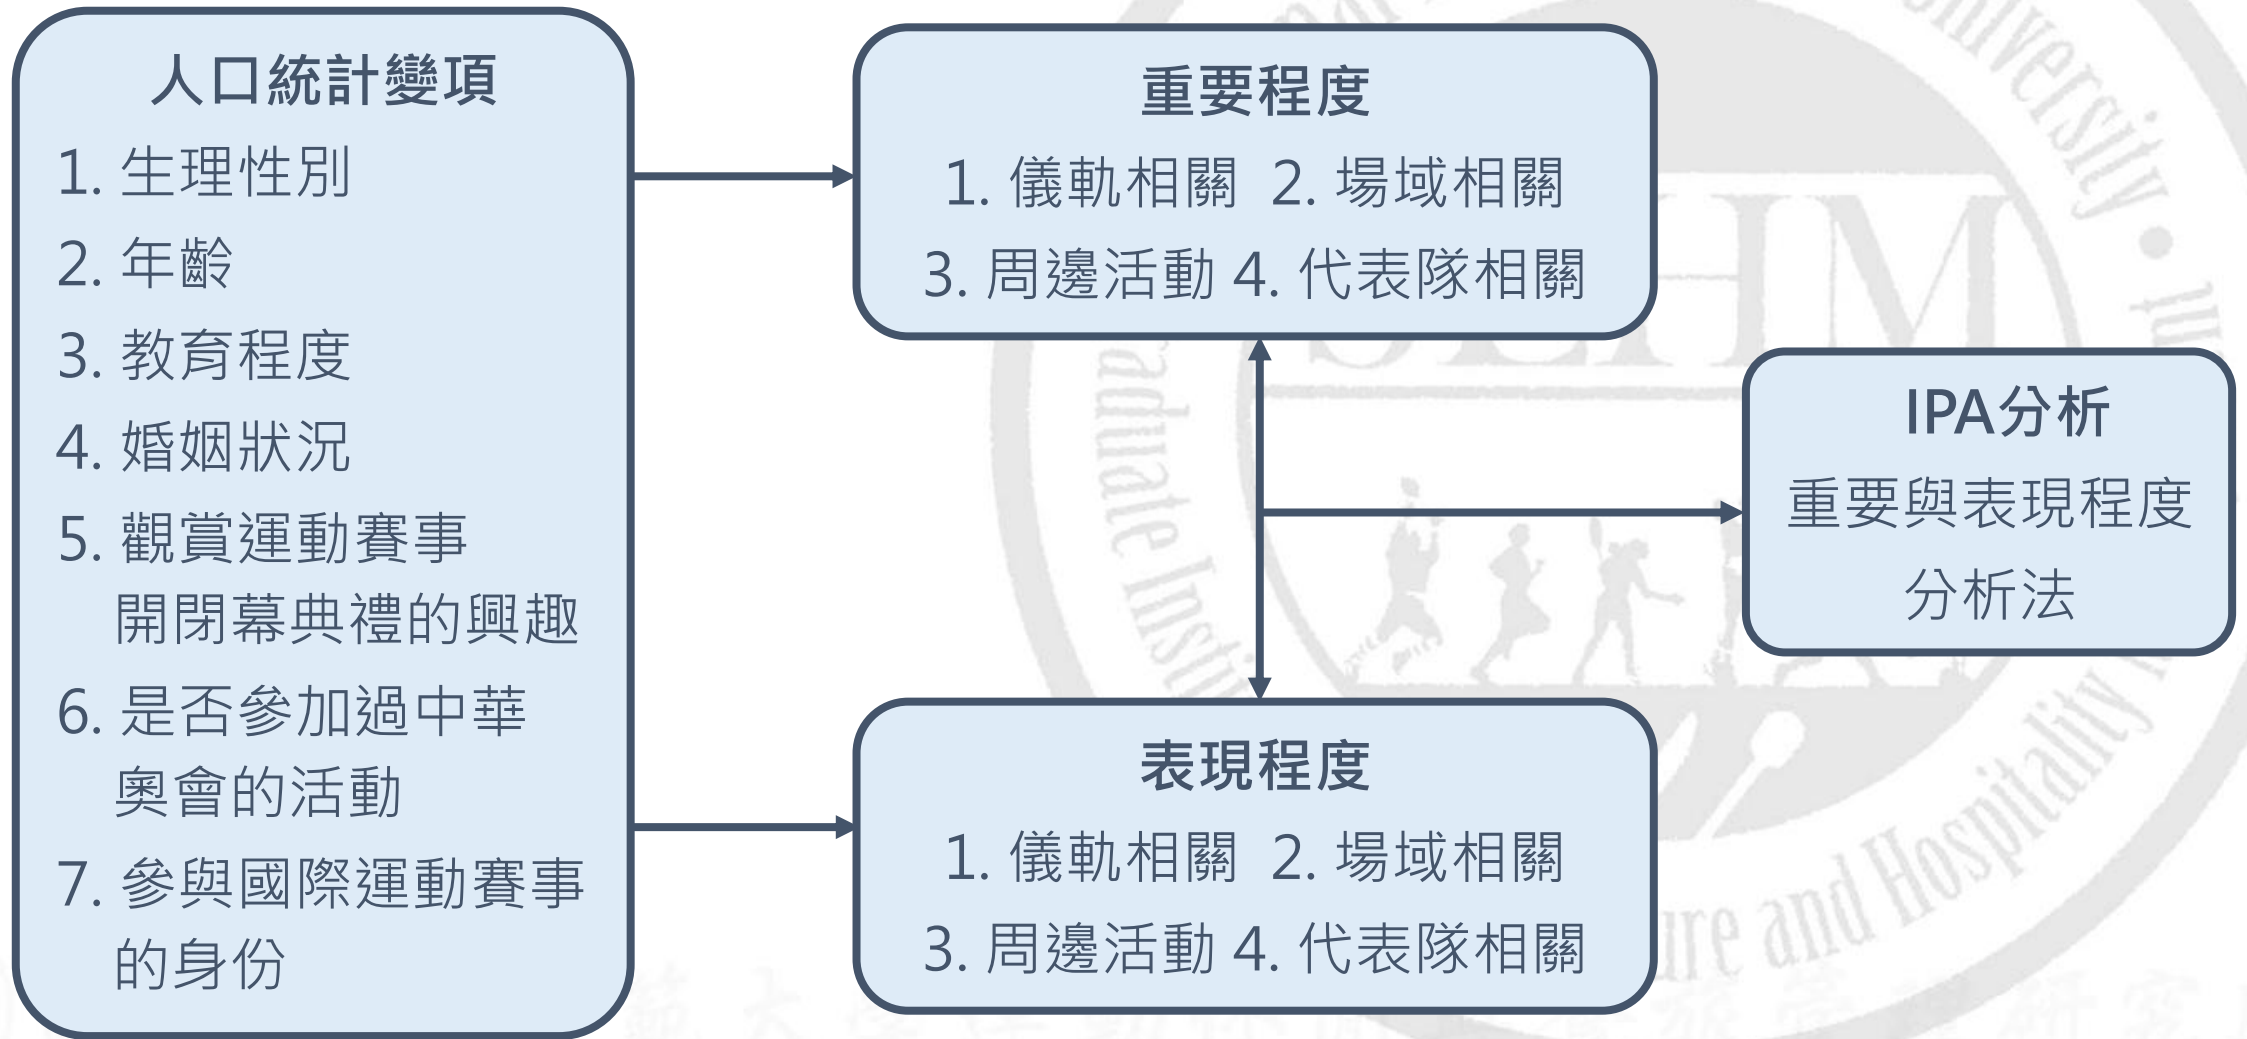 人口統計變項
1. 生理性別
2. 年齡
3. 教育程度
4. 婚姻狀況
5. 觀賞運動賽事
開閉幕典禮的興趣
6. 是否參加過中華
奧會的活動
7. 參與國際運動賽事
的身份
重要程度
1. 儀軌相關 2. 場域相關
3. 周邊活動 4. 代表隊相關
IPA分析
重要與表現程度
分析法
表現程度
1. 儀軌相關 2. 場域相關
3. 周邊活動 4. 代表隊相關
University
and Hospitality